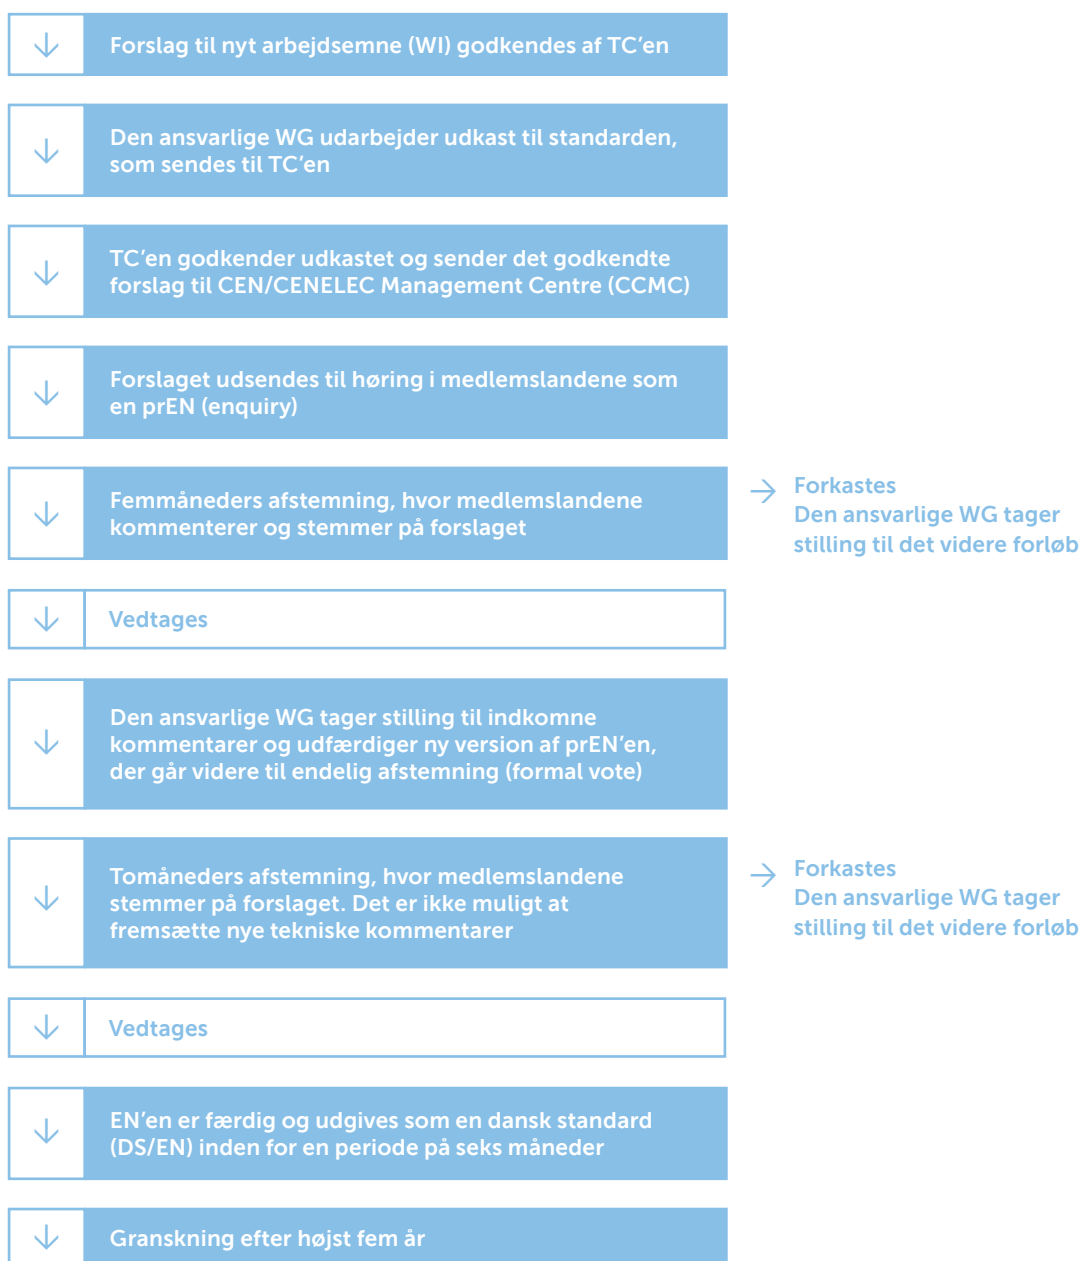 Forslag til nyt arbejdsemne (WI) godkendes af TC’en
Den ansvarlige WG udarbejder udkast til standarden,
som sendes til TC’en
TC’en godkender udkastet og sender det godkendte
forslag til CEN/CENELEC Management Centre (CCMC)
Forslaget udsendes til høring i medlemslandene som
en prEN (enquiry)
Femmåneders afstemning, hvor medlemslandene
kommenterer og stemmer på forslaget
Forkastes
Den ansvarlige WG tager
stilling til det videre forløb
Vedtages
Den ansvarlige WG tager stilling til indkomne
kommentarer og udfærdiger ny version af prEN’en,
der går videre til endelig afstemning (formal vote)
Tomåneders afstemning, hvor medlemslandene
stemmer på forslaget. Det er ikke muligt at
fremsætte nye tekniske kommentarer
Forkastes
Den ansvarlige WG tager
stilling til det videre forløb
Vedtages
EN’en er færdig og udgives som en dansk standard
(DS/EN) inden for en periode på seks måneder
Granskning efter højst fem år